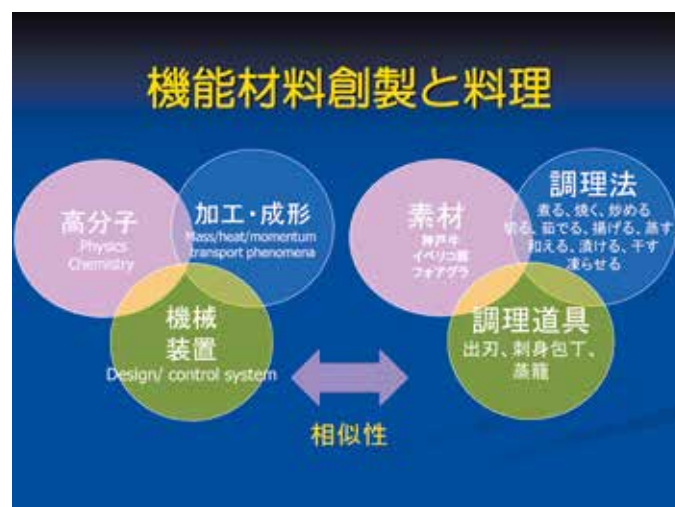 機能材料創製と料理
高分子
Physics
Chemistry
加工・成形
Mass/heat/momentum
transport phenomena
機械
装置
Design/ control system
素材
神戸牛
イベリコ豚
フォアグラ
調理法
煮る、焼く、炒める
切る、茹でる、揚げる、蒸す
和える、漬ける、干す
凍らせる
調理道具
出刃、刺身包丁、
蒸籠
相似性